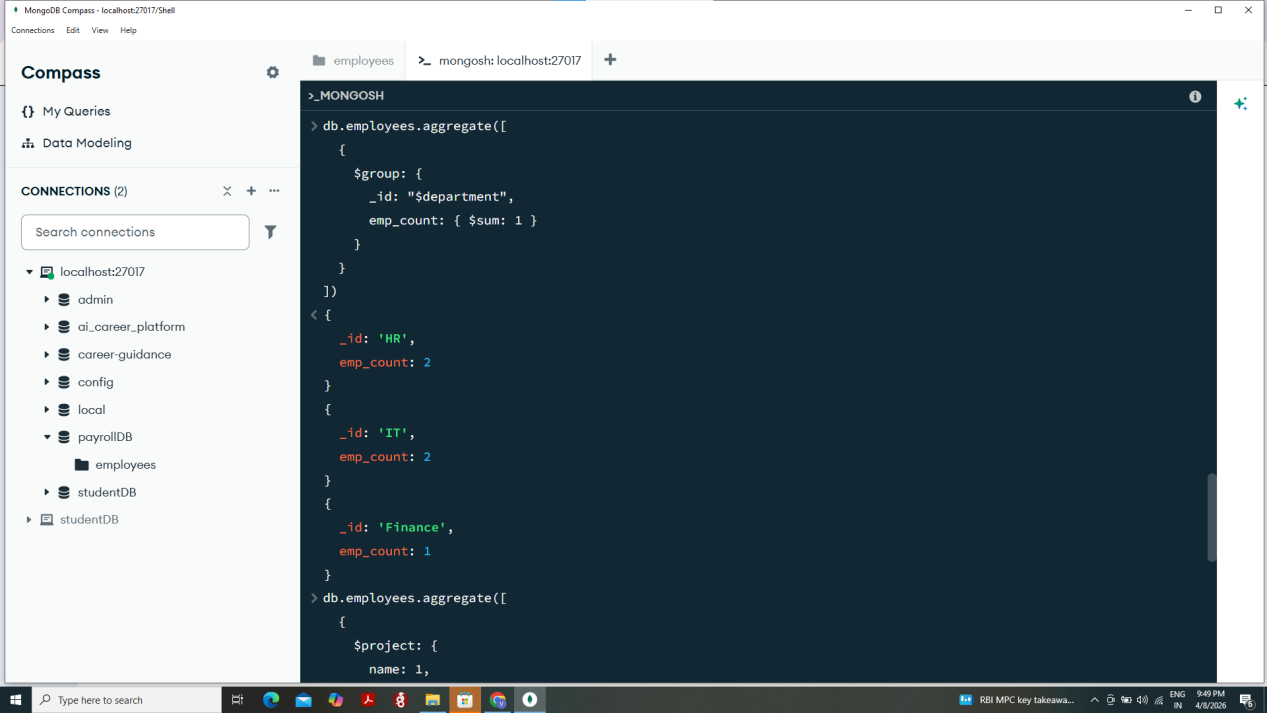 MongoDB Compass - localhost:27017/Shell
Connections Edit View Help
Compass
{} My Queries
Data Modeling
CONNECTIONS (2)
Search connections
localhost:27017
admin
ai_career_platform
career-guidance
config
local
payrollDB
employees
studentDB
studentDB
employees
>_ mongosh: localhost:27017
>_MONGOSH
> db.employees.aggregate([
{
$group: {
_id: "$department",
emp_count: { $sum: 1 }
}
}
])
< {
_id: 'HR',
emp_count: 2
}
{
_id: 'IT',
emp_count: 2
}
{
_id: 'Finance',
emp_count: 1
}
> db.employees.aggregate([
{
$project: {
name: 1,
Type here to search
RBI MPC key takeawa...
ENG
IN
9:49 PM
4/8/2026
6